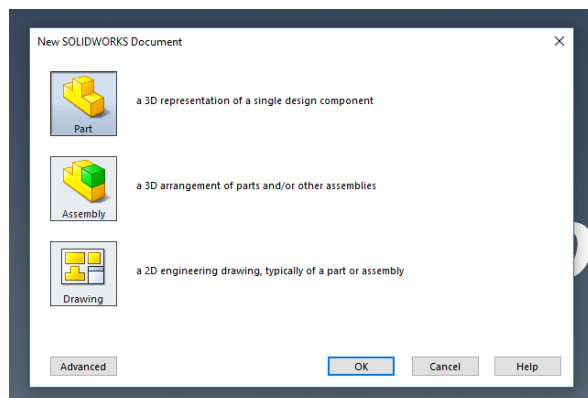 New SOLIDWORKS Document
Part
a 3D representation of a single design component
Assembly
a 3D arrangement of parts and/or other assemblies
Drawing
a 2D engineering drawing, typically of a part or assembly
Advanced
OK
Cancel
Help